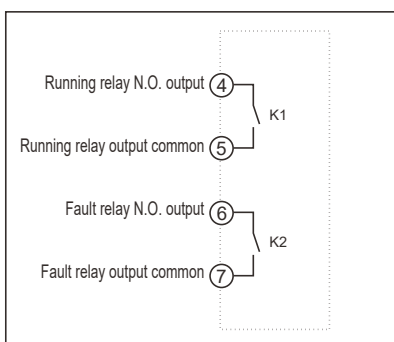 Running relay N.O. output 4
K1
Running relay output common 5
Fault relay N.O. output 6
K2
Fault relay output common 7